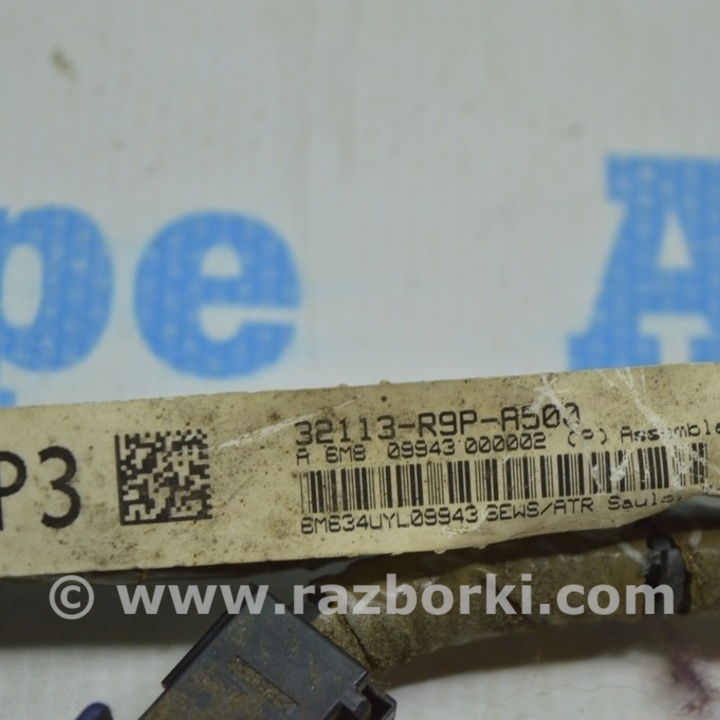 pe A
32113-R9P-A500
A 6M8 09943 000002 (P) Assemble
P3
6M634UYL09943 SEWS/ATR
© www.razborki.com